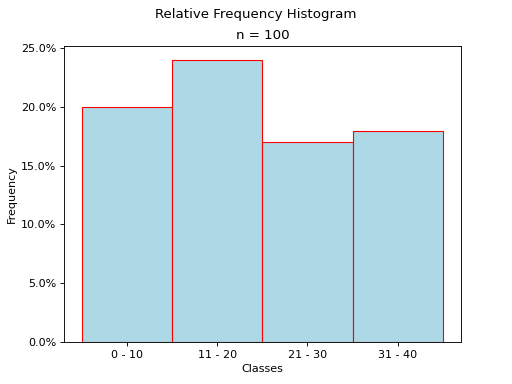 Relative Frequency Histogram
n = 100
25.0%
20.0%
15.0%
10.0%
5.0%
0.0%
Frequency
0 - 10 11 - 20 21 - 30 31 - 40
Classes